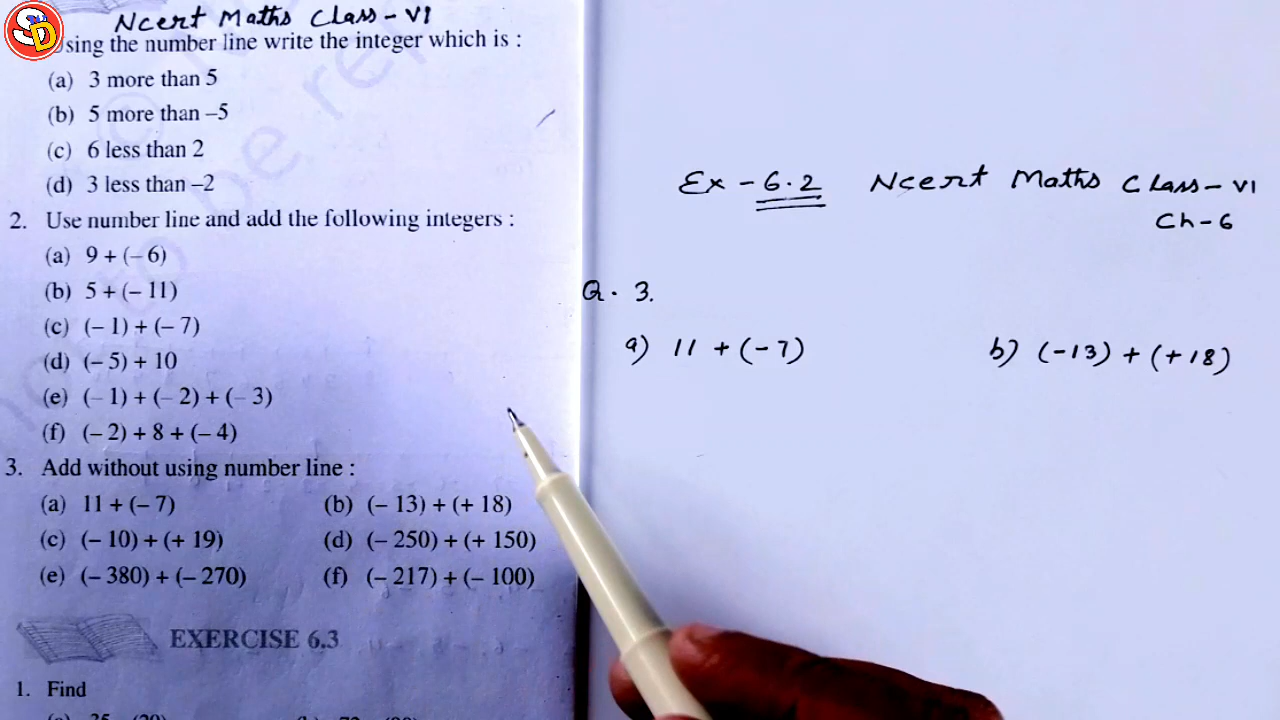 SD
Ncert Maths Class-VI
Using the number line write the integer which is :
(a) 3 more than 5
(b) 5 more than –5
(c) 6 less than 2
(d) 3 less than –2
2. Use number line and add the following integers :
(a) 9 + (– 6)
(b) 5 + (– 11)
(c) (– 1) + (– 7)
(d) (– 5) + 10
(e) (– 1) + (– 2) + (– 3)
(f) (– 2) + 8 + (– 4)
3. Add without using number line :
(a) 11 + (– 7) (b) (– 13) + (+ 18)
(c) (– 10) + (+ 19) (d) (– 250) + (+ 150)
(e) (– 380) + (– 270) (f) (– 217) + (– 100)
EXERCISE 6.3
1. Find
Ex - 6.2 Ncert Maths Class-VI
Ch-6
Q. 3.
a) 11 + (-7) b) (-13) + (+18)